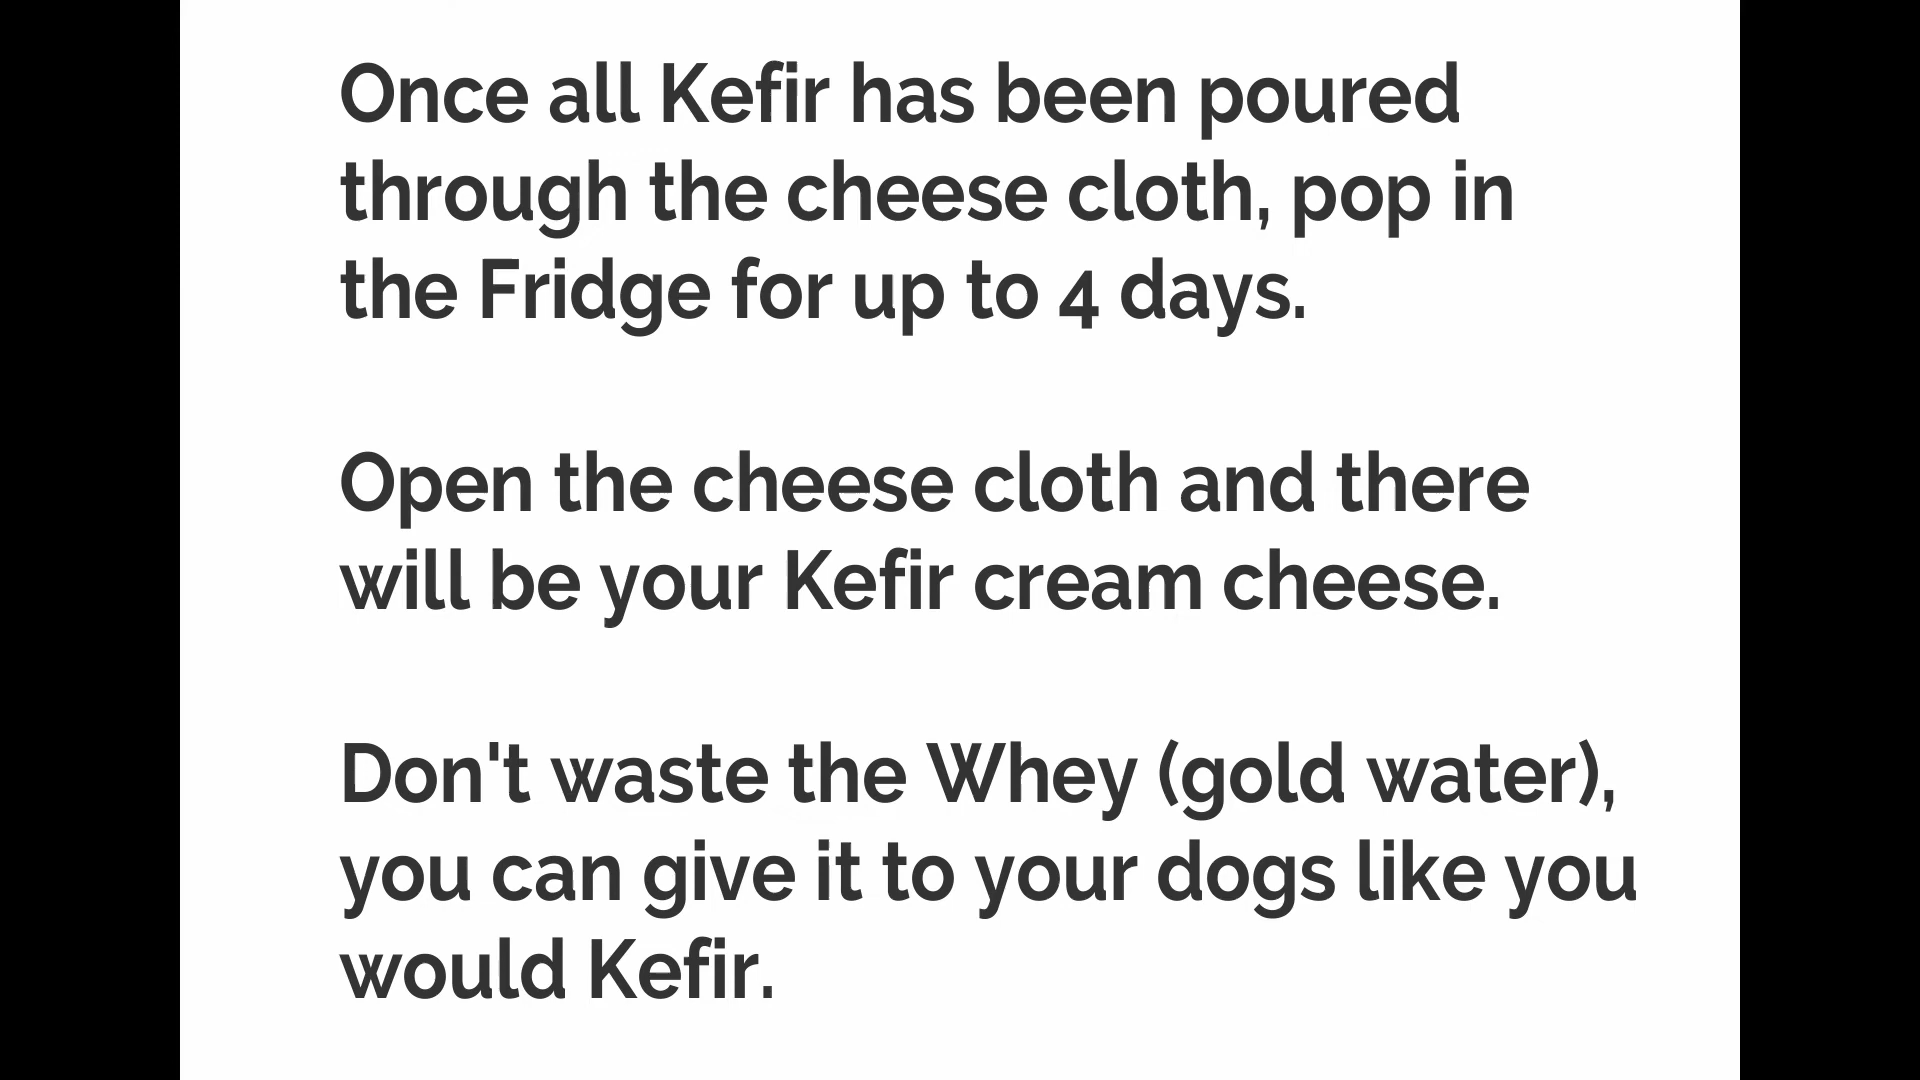 Once all Kefir has been poured
through the cheese cloth, pop in
the Fridge for up to 4 days.
Open the cheese cloth and there
will be your Kefir cream cheese.
Don't waste the Whey (gold water),
you can give it to your dogs like you
would Kefir.